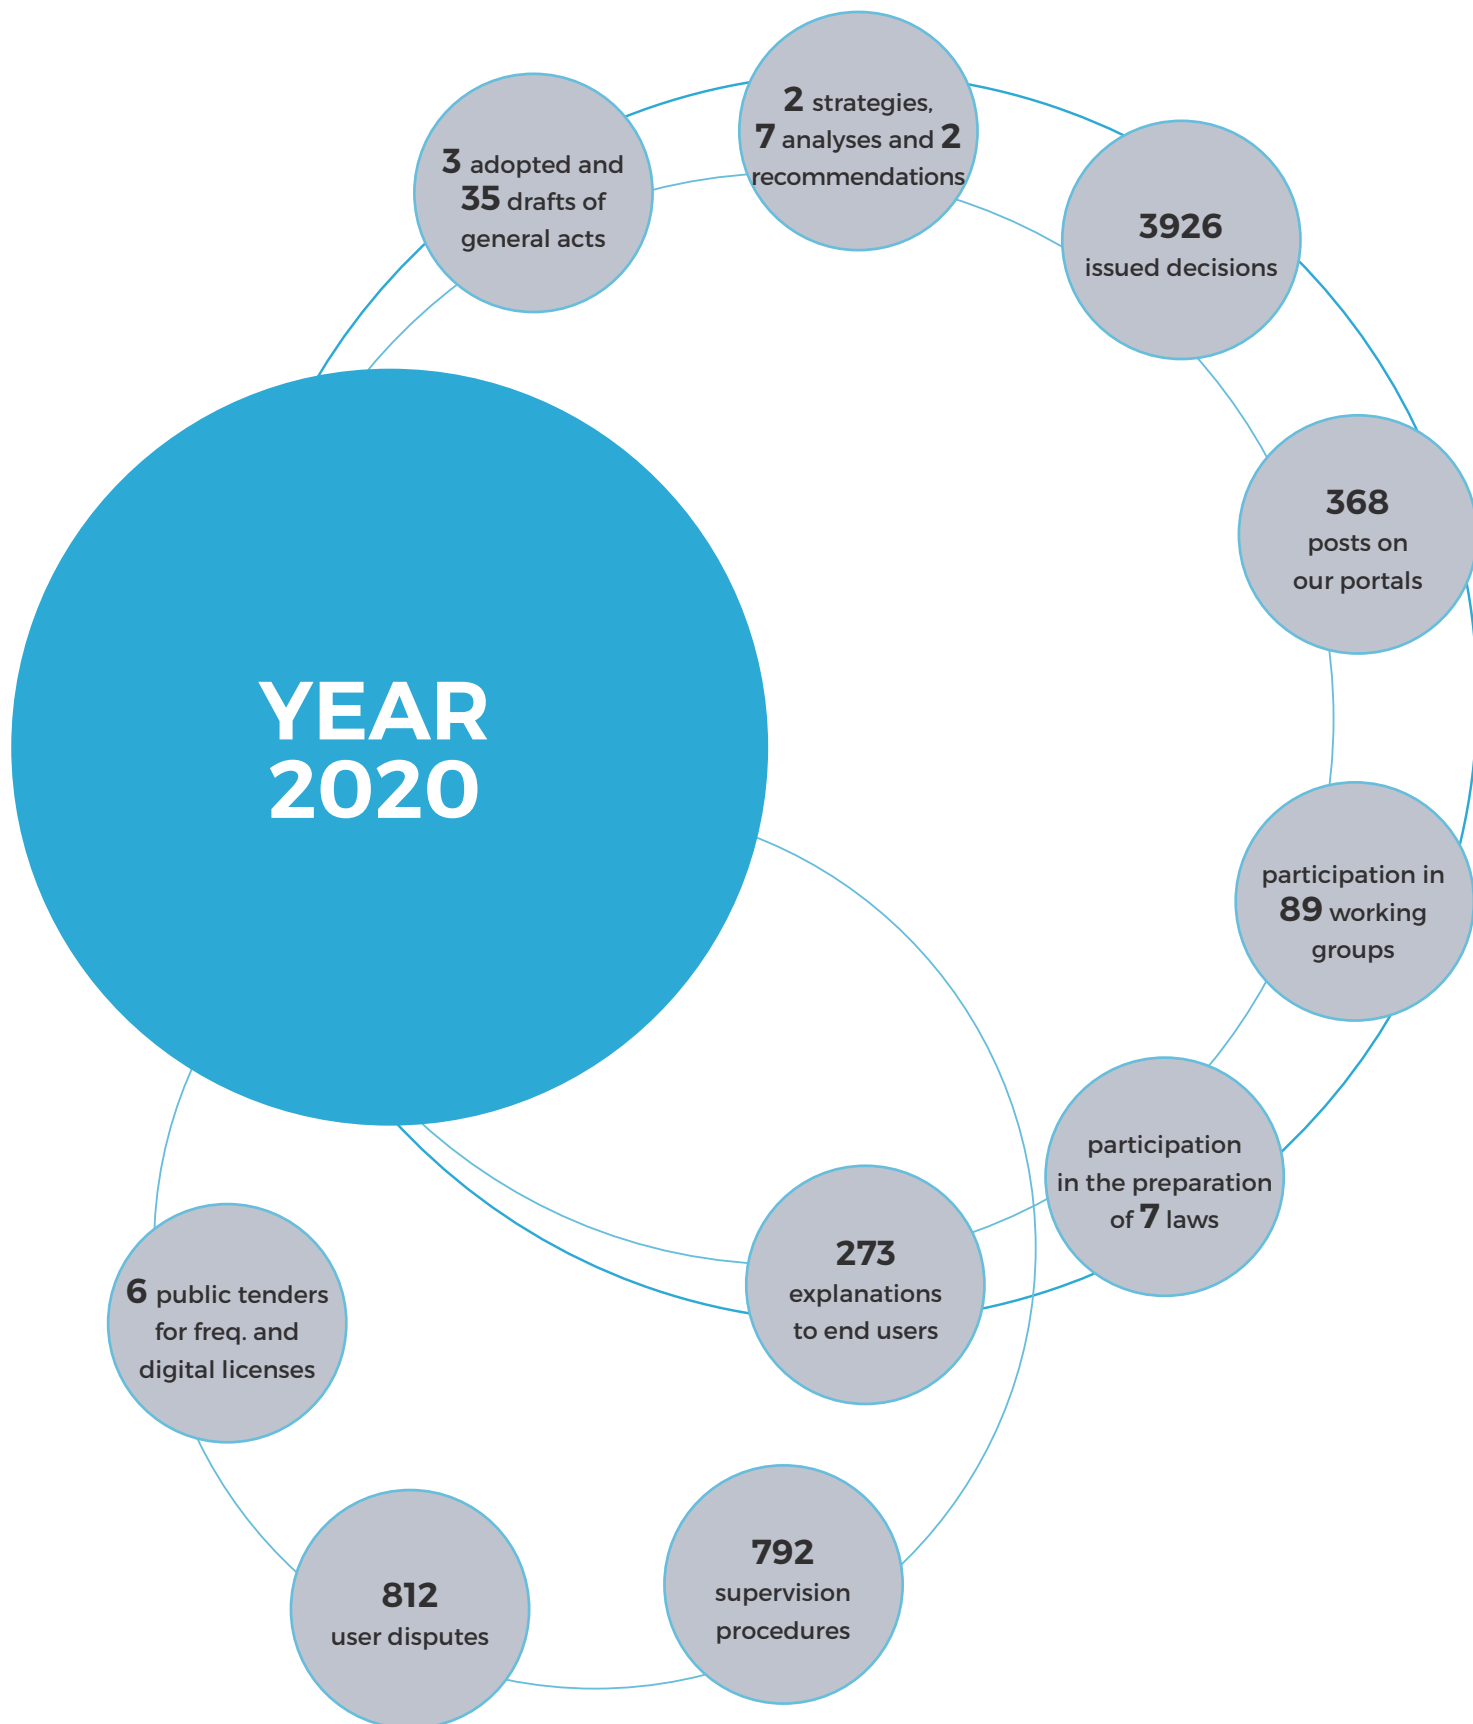 2 strategies,
7 analyses and 2
recommendations
3 adopted and
35 drafts of
general acts
3926
issued decisions
368
posts on
our portals
YEAR
2020
participation in
89 working
groups
participation
in the preparation
of 7 laws
273
explanations
to end users
6 public tenders
for freq. and
digital licenses
792
supervision
procedures
812
user disputes